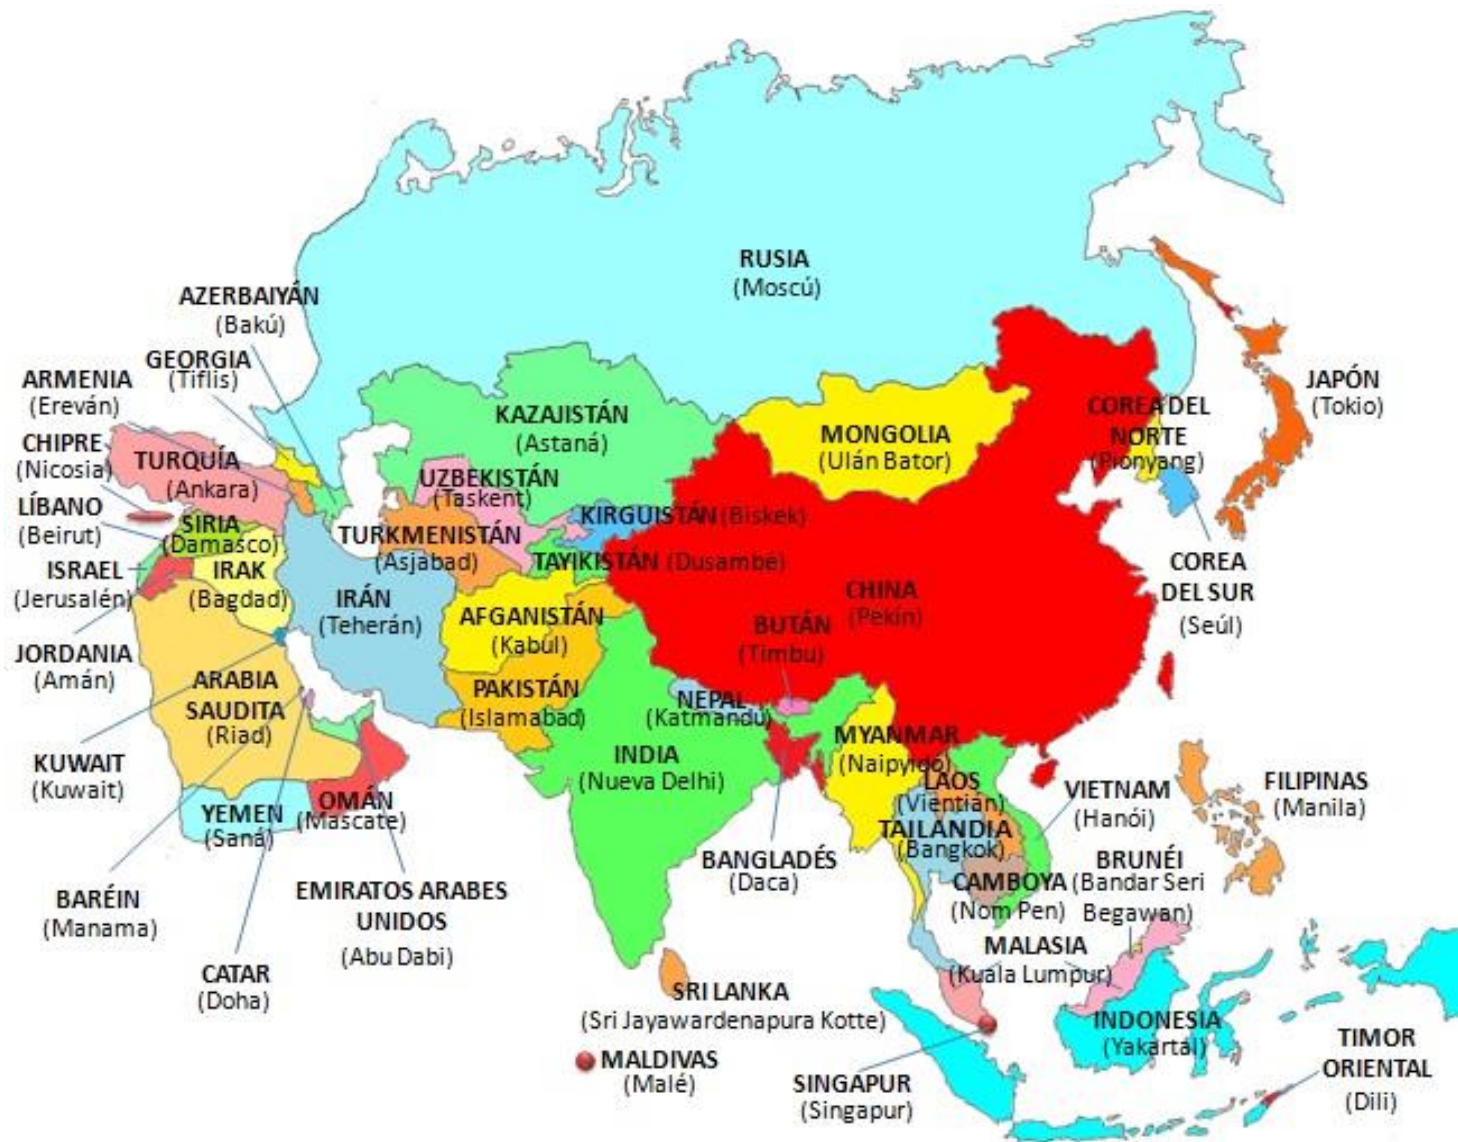 RUSIA
(Moscú)
AZERBAIYÁN
(Bakú)
GEORGIA
(Tiflis)
ARMENIA
(Ereván)
CHIPRE
(Nicosia)
TURQUÍA
(Ankara)
LÍBANO
(Beirut)
SIRIA
(Damasco)
ISRAEL
(Jerusalén)
IRAK
(Bagdad)
JORDANIA
(Amán)
KAZAJISTÁN
(Astaná)
UZBEKISTÁN
(Taskent)
TURKMENISTÁN
(Asjabad)
KIRGUISTÁN (Biskek)
TAYIKISTÁN (Dusambé)
MONGOLIA
(Ulán Bator)
COREA DEL
NORTE
(Pionyang)
JAPÓN
(Tokio)
COREA
DEL SUR
(Seúl)
CHINA
(Pekín)
IRÁN
(Teherán)
AFGANISTÁN
(Kabul)
PAKISTÁN
(Islamabad)
BUTÁN
(Timbu)
NEPAL
(Katmandu)
INDIA
(Nueva Delhi)
ARABIA
SAUDITA
(Riad)
KUWAIT
(Kuwait)
YEMEN
(Saná)
OMÁN
(Mascate)
BARÉIN
(Manama)
CATAR
(Doha)
EMIRATOS ARABES
UNIDOS
(Abu Dabi)
MYANMAR
(Naipyidó)
LAOS
(Vientián)
TAILANDIA
(Bangkok)
BANGLADÉS
(Daca)
VIETNAM
(Hanói)
FILIPINAS
(Manila)
CAMBOYA
(Nom Pen)
BRUNÉI
(Bandar Seri
Begawan)
MALASIA
(Kuala Lumpur)
SRI LANKA
(Sri Jayawardenapura Kotte)
MALDIVAS
(Malé)
SINGAPUR
(Singapur)
INDONESIA
(Yakartal)
TIMOR
ORIENTAL
(Dili)